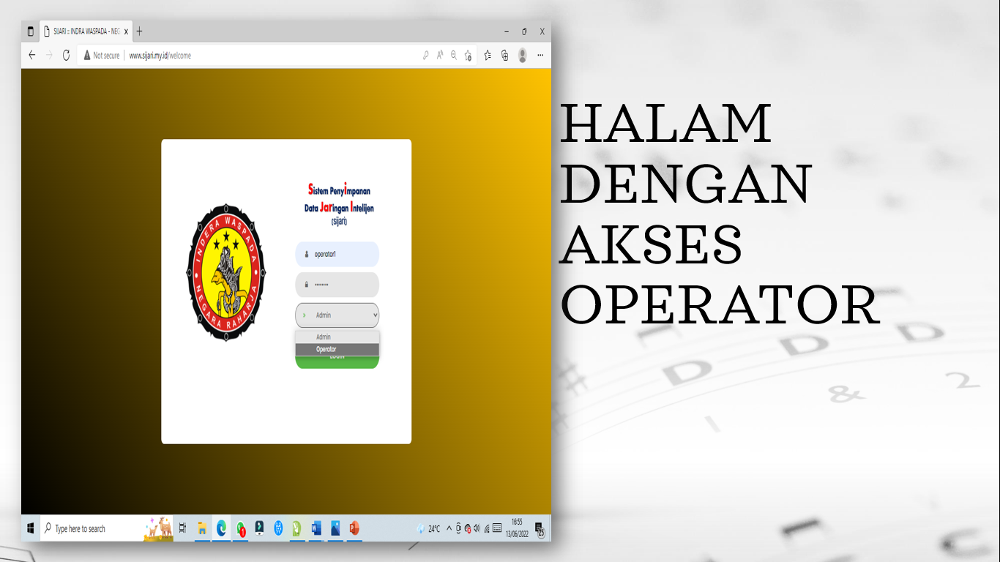 SIJARI :: INDRA WASPADA - NEG
Not secure
www.sijari.my.id/welcome
INDERA WASPADA
NEGARA RAHARJA
Sistem Penyimpanan
Data Jaringan Intelijen
(sijari)
operator1
Admin
Admin
Operator
HALAM
DENGAN
AKSES
OPERATOR
D D D
& 2
Type here to search
24°C
16:55
13/06/2022
25